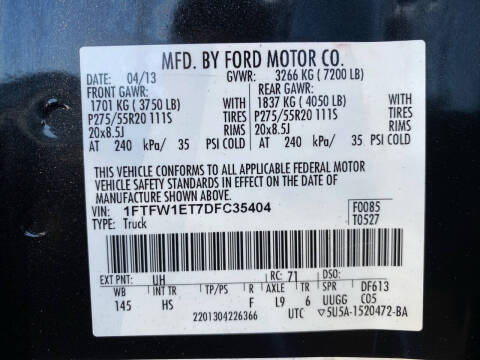 MFD. BY FORD MOTOR CO.
DATE: 04/13 GVWR: 3266 KG (7200 LB)
FRONT GAWR: REAR GAWR:
1701 KG (3750 LB) WITH 1837 KG (4050 LB) WITH
P275/55R20 111S TIRES P275/55R20 111S TIRES
20x8.5J RIMS 20x8.5J RIMS
AT 240 kPa/ 35 PSI COLD AT 240 kPa/ 35 PSI COLD
THIS VEHICLE CONFORMS TO ALL APPLICABLE FEDERAL MOTOR
VEHICLE SAFETY STANDARDS IN EFFECT ON THE DATE OF
MANUFACTURE SHOWN ABOVE.
VIN: 1FTFW1ET7DFC35404 F0085
TYPE: Truck T0527
EXT PNT: UH RC: 71 DSO:
WB INT TR TP/PS R AXLE TR SPR DF613
145 HS F L9 6 UUGG C05
2201304226366 UTC ▽5U5A-1520472-BA